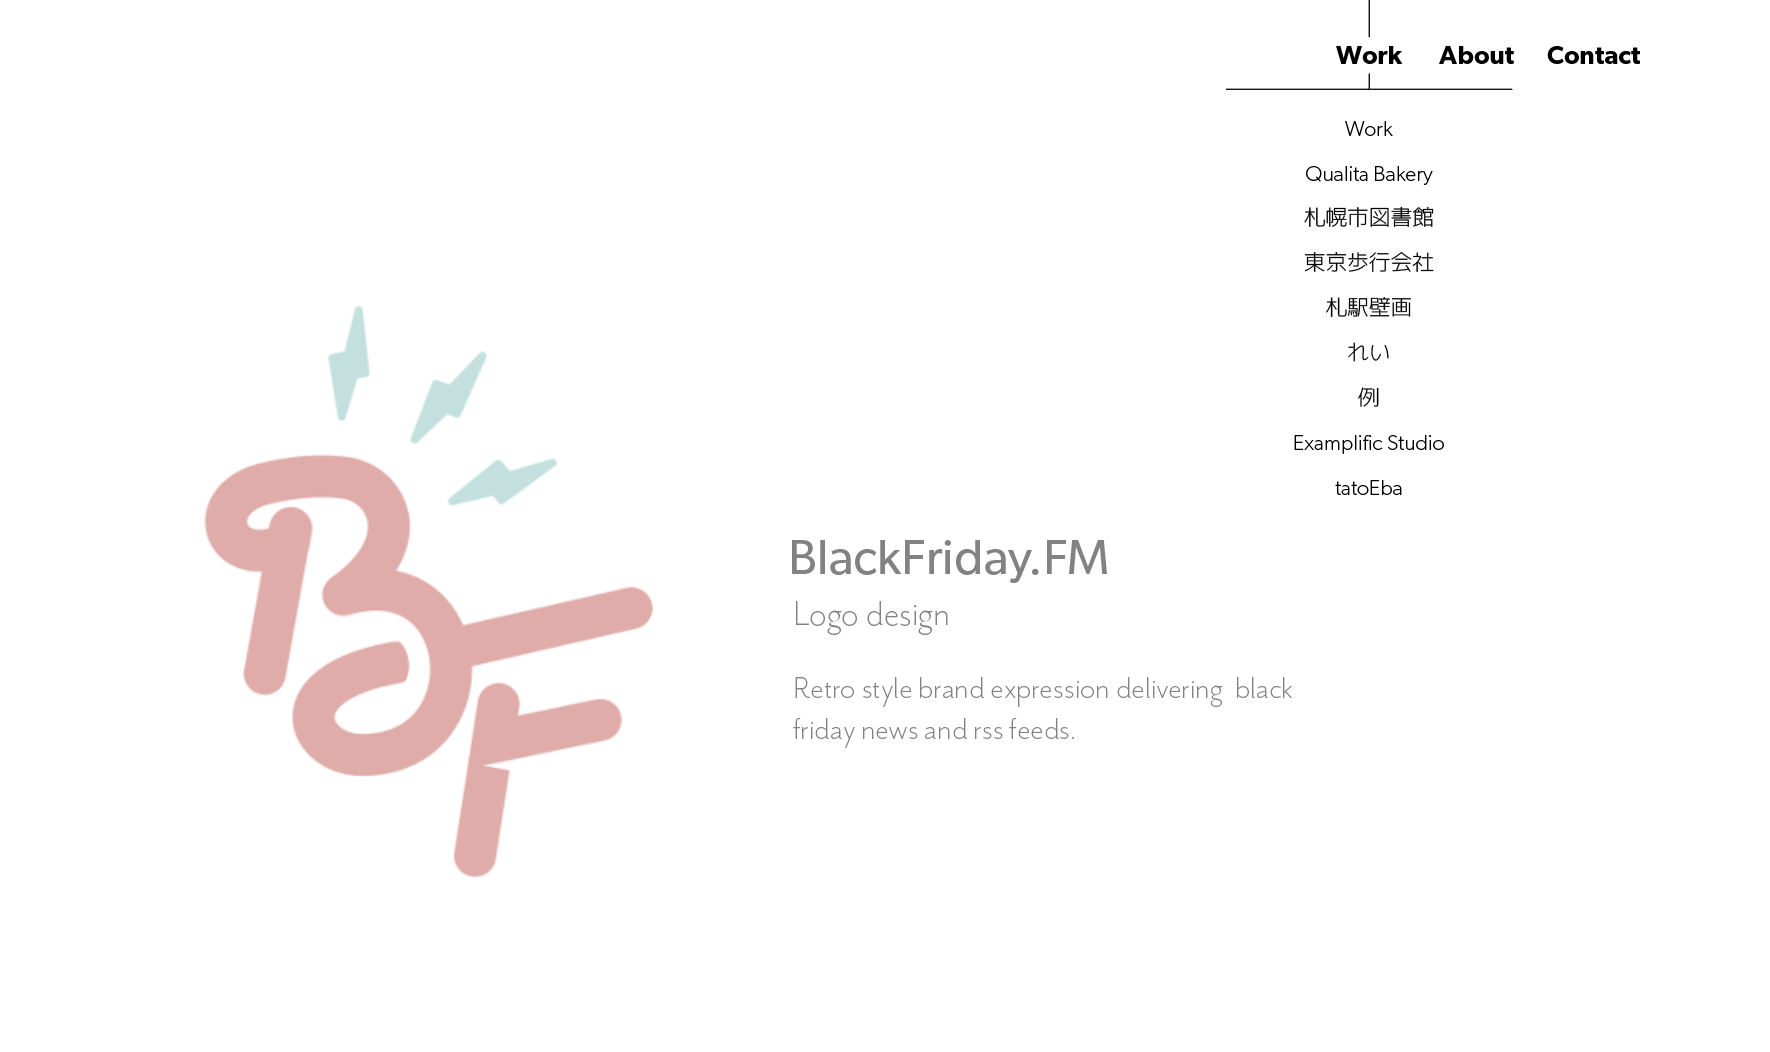 Work About Contact
Work
Qualita Bakery
札幌市図書館
東京歩行会社
札駅壁画
れい
例
Examplific Studio
tatoEba
BF
BlackFriday.FM
Logo design
Retro style brand expression delivering  black
friday news and rss feeds.